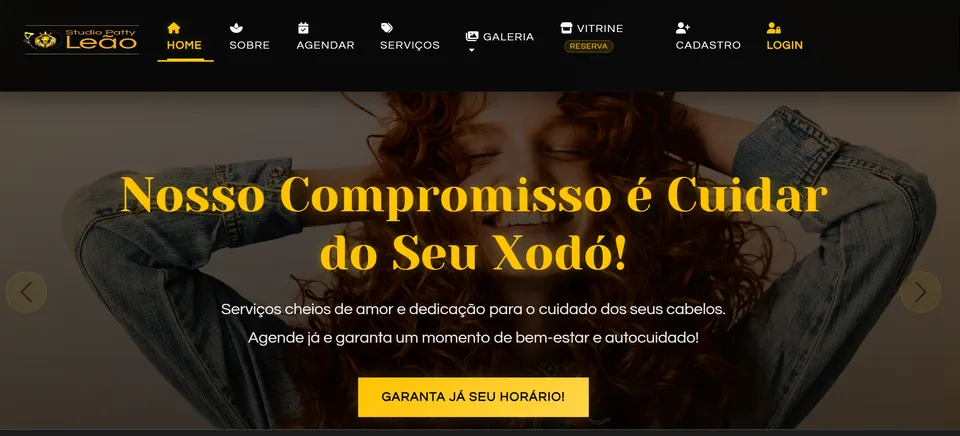 Studio Patty
Leão
HOME
SOBRE
AGENDAR
SERVIÇOS
GALERIA
VITRINE
RESERVA
CADASTRO
LOGIN
Nosso Compromisso é Cuidar
do Seu Xodó!
Serviços cheios de amor e dedicação para o cuidado dos seus cabelos.
Agende já e garanta um momento de bem-estar e autocuidado!
GARANTA JÁ SEU HORÁRIO!